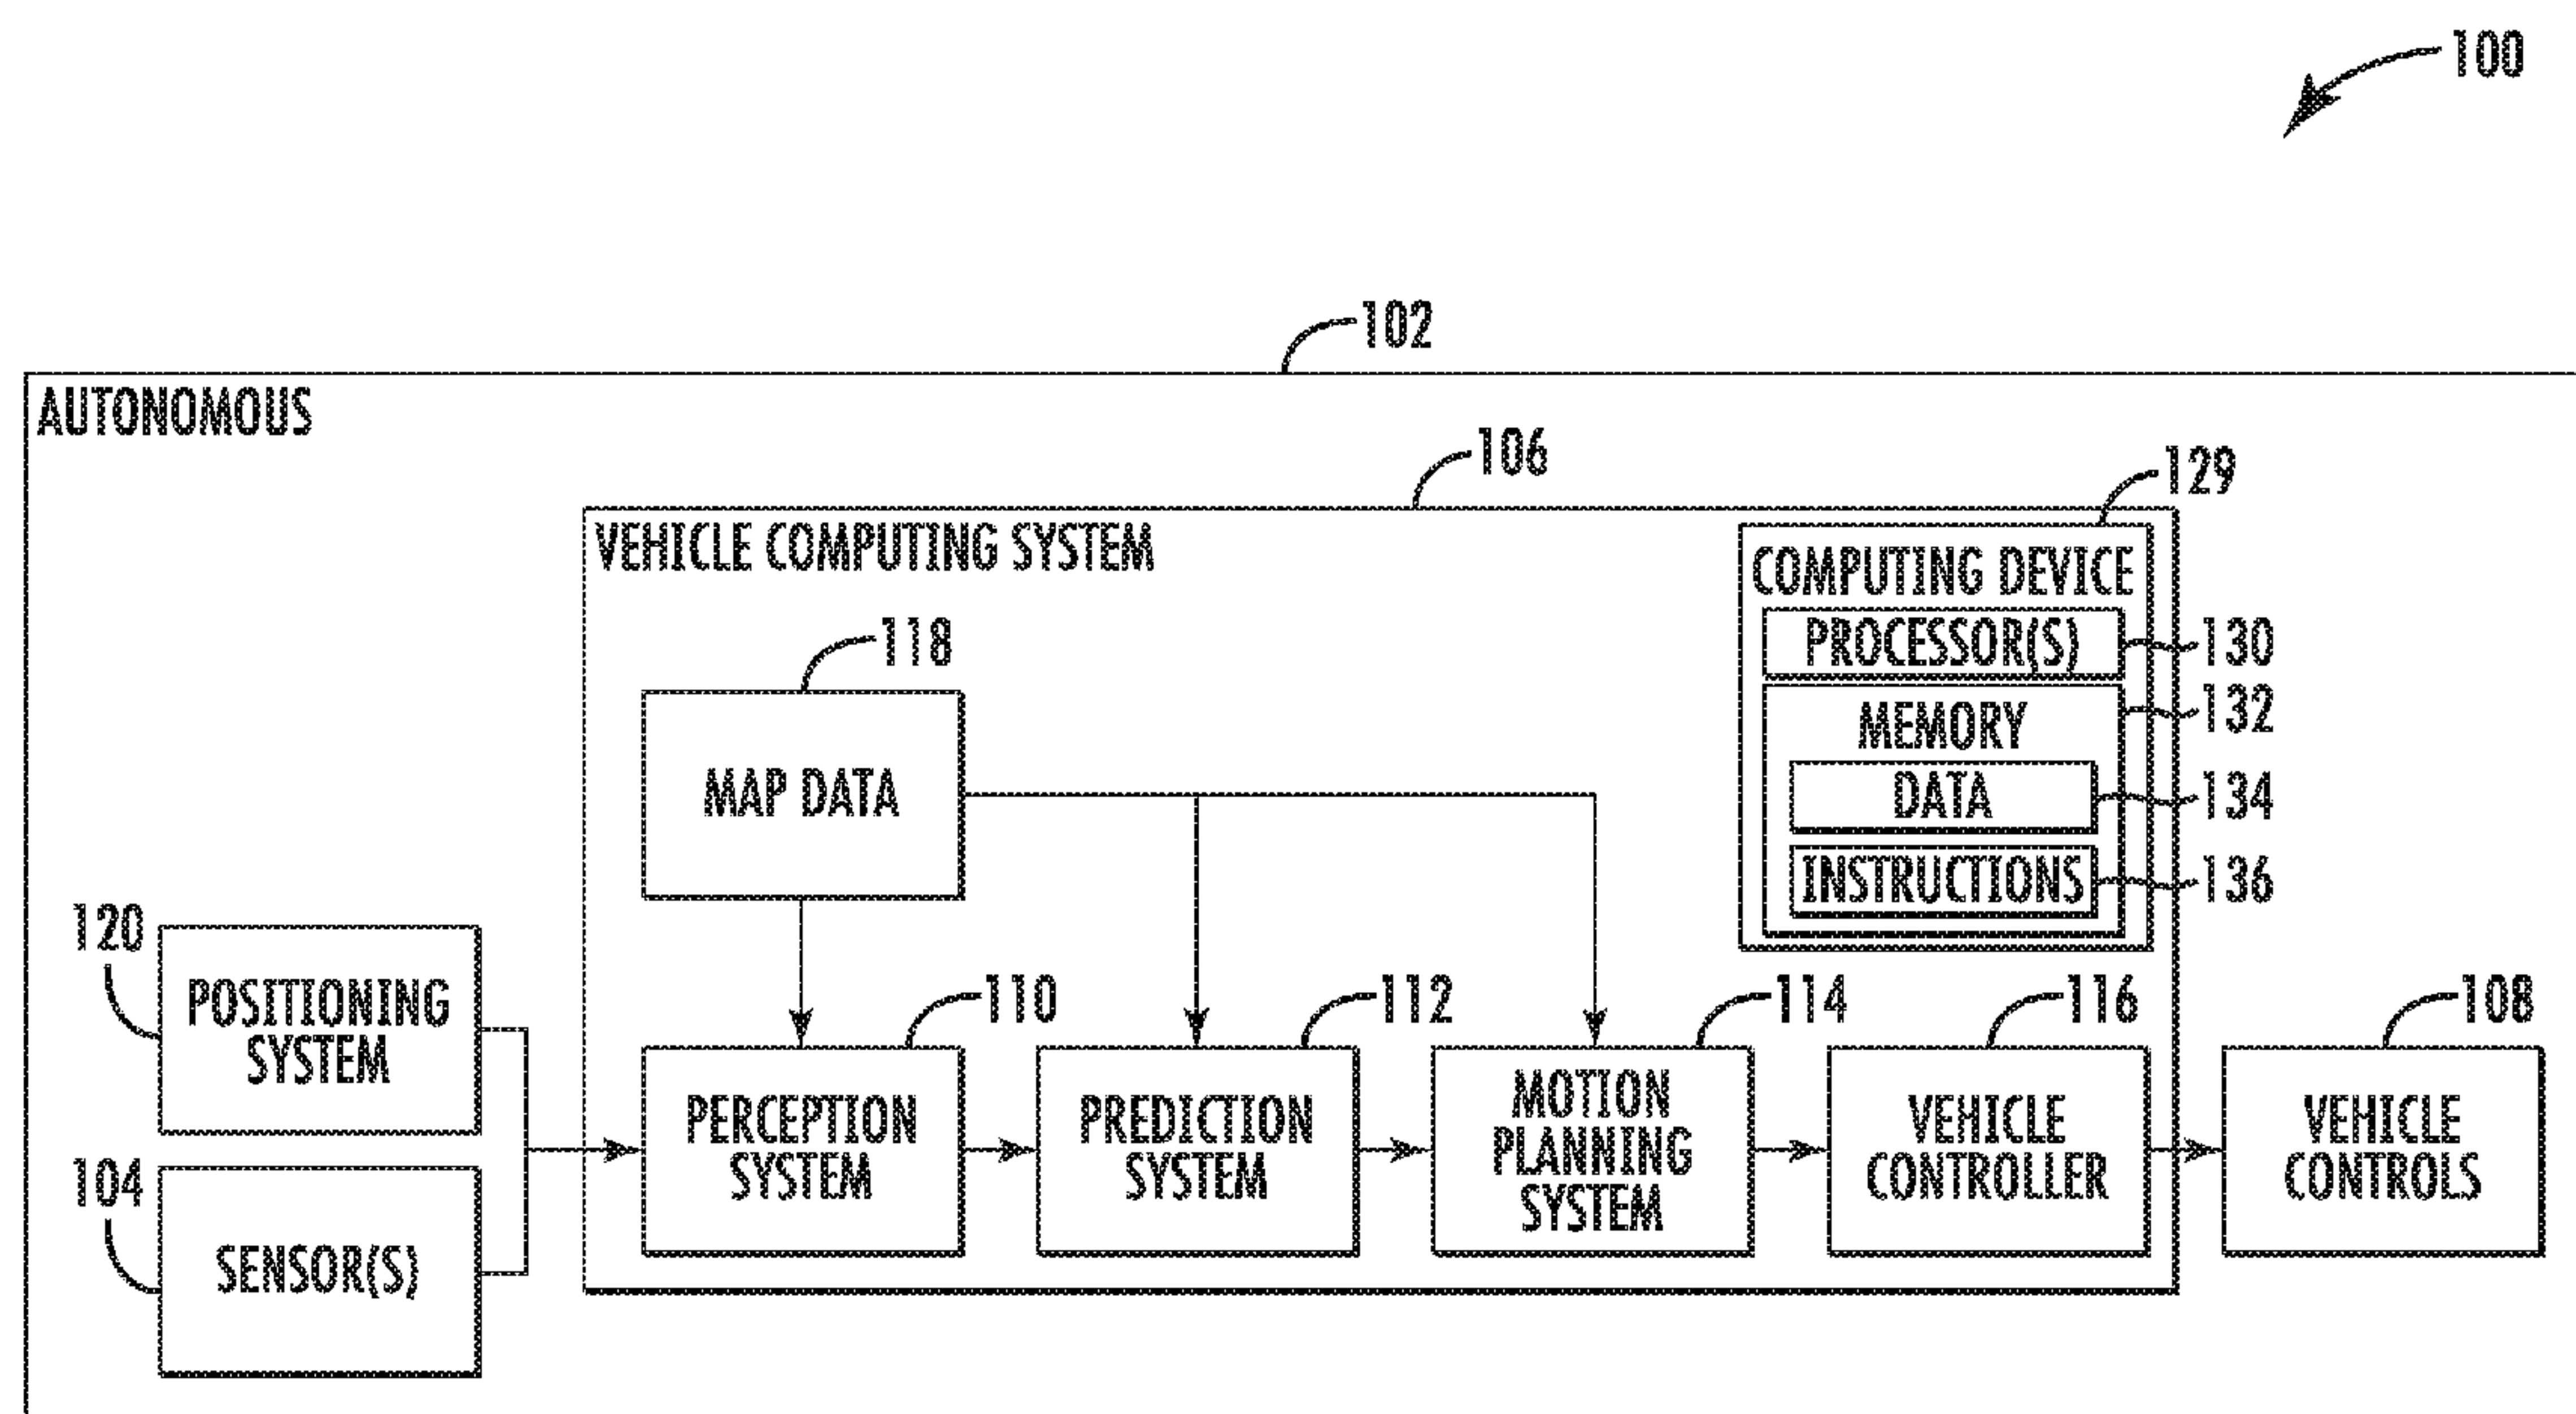 100
102
AUTONOMOUS
106
129
VEHICLE COMPUTING SYSTEM
COMPUTING DEVICE
118
PROCESSOR(S)
130
MEMORY
132
MAP DATA
DATA
134
INSTRUCTIONS
136
120
POSITIONING
SYSTEM
110
112
114
116
108
PERCEPTION
SYSTEM
PREDICTION
SYSTEM
MOTION
PLANNING
SYSTEM
VEHICLE
CONTROLLER
VEHICLE
CONTROLS
104
SENSOR(S)